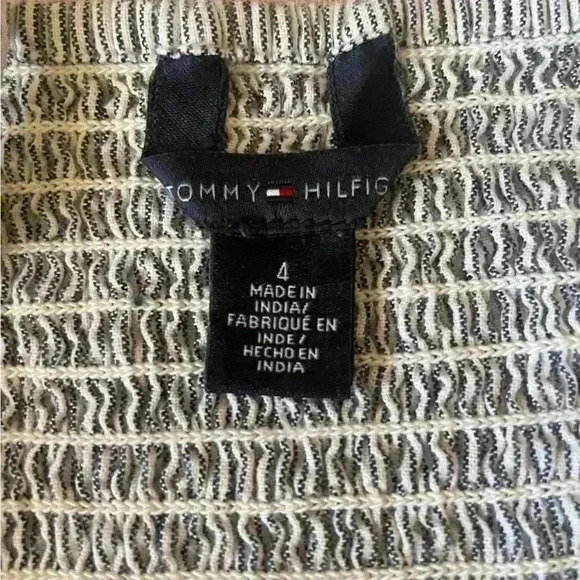 TOMMY HILFIG
4
MADE IN
INDIA/
FABRIQUÉ EN
INDE/
HECHO EN
INDIA